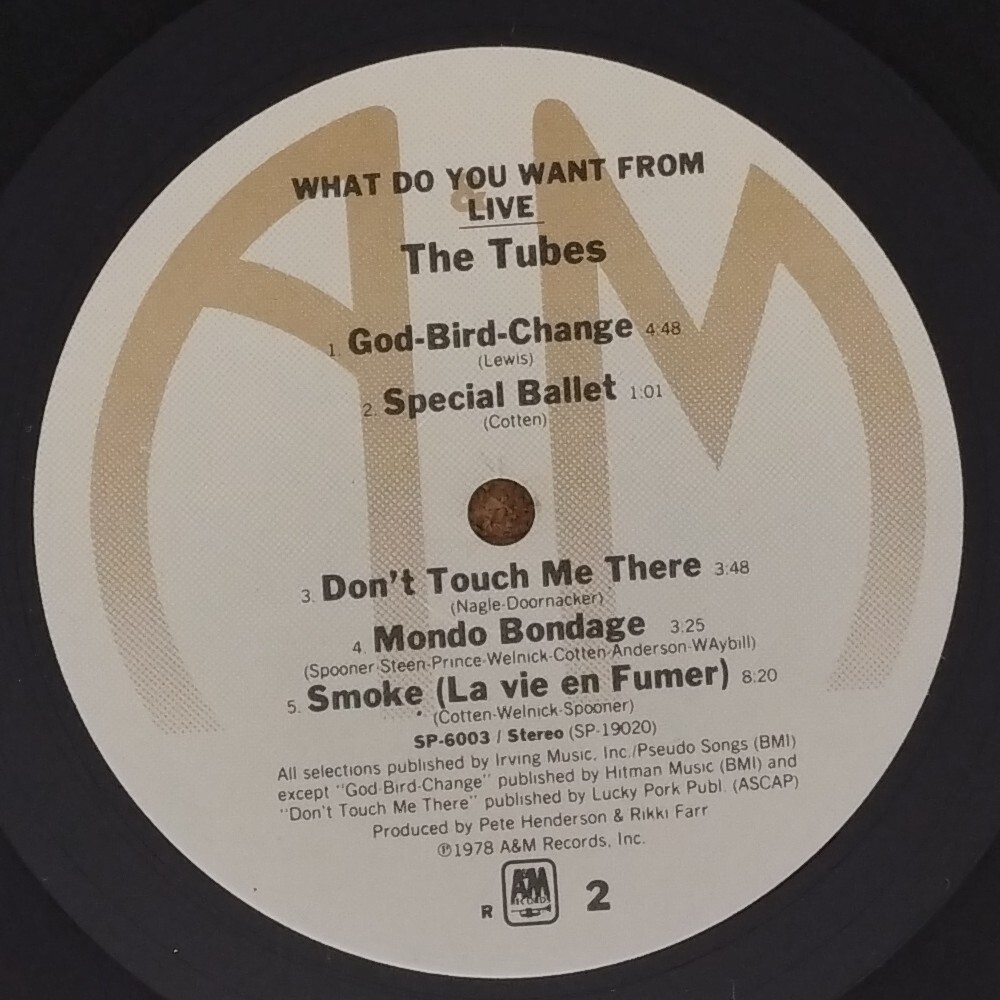 WHAT DO YOU WANT FROM
LIVE
The Tubes
1. God-Bird-Change 4:48
(Lewis)
2. Special Ballet 1:01
(Cotten)
3. Don't Touch Me There 3:48
(Nagle-Doornacker)
4. Mondo Bondage 3:25
(Spooner-Steen-Prince-Welnick-Cotten-Anderson-WAybill)
5. Smoke (La vie en Fumer) 8:20
(Cotten-Welnick-Spooner)
SP-6003 / Stereo (SP-19020)
All selections published by Irving Music, Inc./Pseudo Songs (BMI)
except "God-Bird-Change" published by Hitman Music (BMI) and
"Don't Touch Me There" published by Lucky Pork Publ. (ASCAP)
Produced by Pete Henderson & Rikki Farr
℗1978 A&M Records, Inc.
R A&M RECORDS 2
A&M